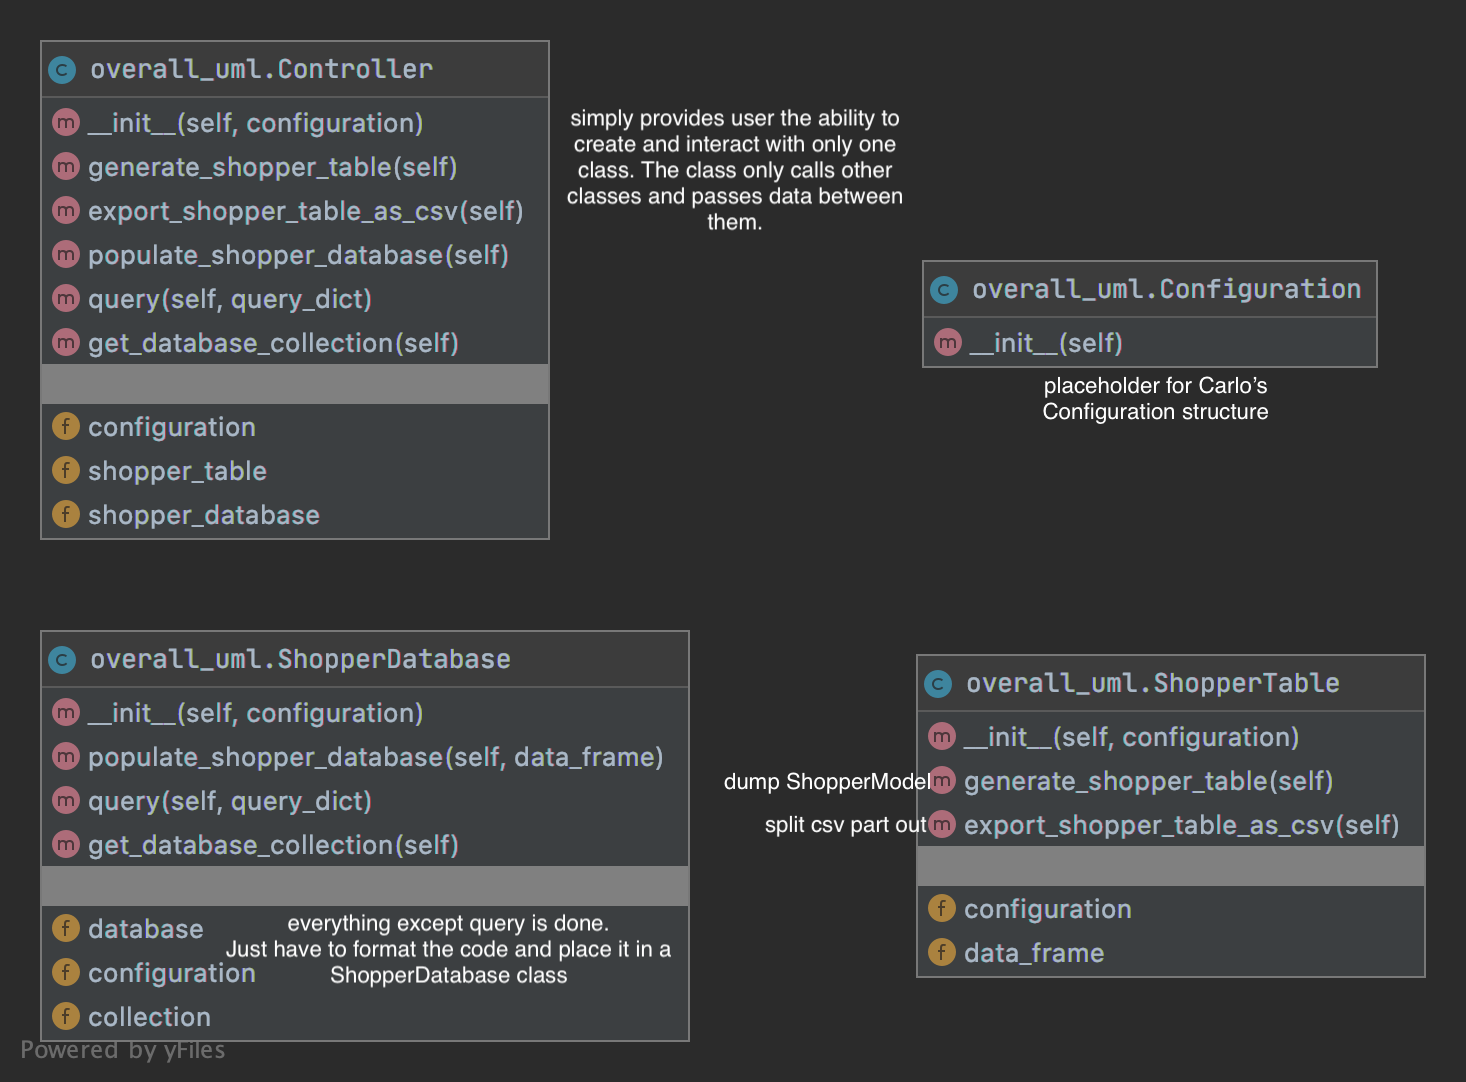 overall_uml.Controller
__init__(self, configuration)
generate_shopper_table(self)
export_shopper_table_as_csv(self)
populate_shopper_database(self)
query(self, query_dict)
get_database_collection(self)
configuration
shopper_table
shopper_database
simply provides user the ability to
create and interact with only one
class. The class only calls other
classes and passes data between
them.
overall_uml.Configuration
__init__(self)
placeholder for Carlo’s
Configuration structure
overall_uml.ShopperDatabase
__init__(self, configuration)
populate_shopper_database(self, data_frame)
query(self, query_dict)
get_database_collection(self)
database
configuration
collection
everything except query is done.
Just have to format the code and place it in a
ShopperDatabase class
overall_uml.ShopperTable
__init__(self, configuration)
dump ShopperModel
generate_shopper_table(self)
split csv part out
export_shopper_table_as_csv(self)
configuration
data_frame
Powered by yFiles